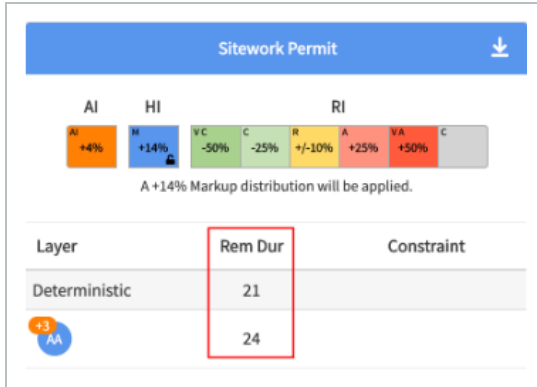 Sitework Permit
AI HI RI
AI M VC C R A VA C
+4% +14% -50% -25% +/-10% +25% +50%
A +14% Markup distribution will be applied.
Layer Rem Dur Constraint
Deterministic 21
+3
AA 24